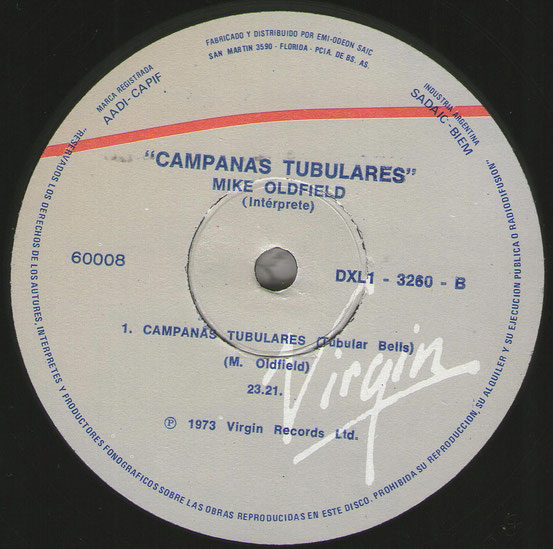 FABRICADO Y DISTRIBUIDO POR EMI-ODEON SAIC
SAN MARTIN 3590 - FLORIDA - PCIA. DE BS. AS.
MARCA REGISTRADA
AADI-CAPIF
INDUSTRIA ARGENTINA
SADAIC-BIEM
"CAMPANAS TUBULARES"
MIKE OLDFIELD
(Intérprete)
60008
DXL1 - 3260 - B
1. CAMPANAS TUBULARES (Tubular Bells)
(M. Oldfield)
23.21.
Ⓟ 1973 Virgin Records Ltd.
Virgin
"RESERVADOS LOS DERECHOS DE LOS AUTORES, INTERPRETES Y PRODUCTORES FONOGRAFICOS SOBRE LAS OBRAS REPRODUCIDAS EN ESTE DISCO. PROHIBIDA SU REPRODUCCION, SU ALQUILER Y SU EJECUCION PUBLICA O RADIODIFUSION"